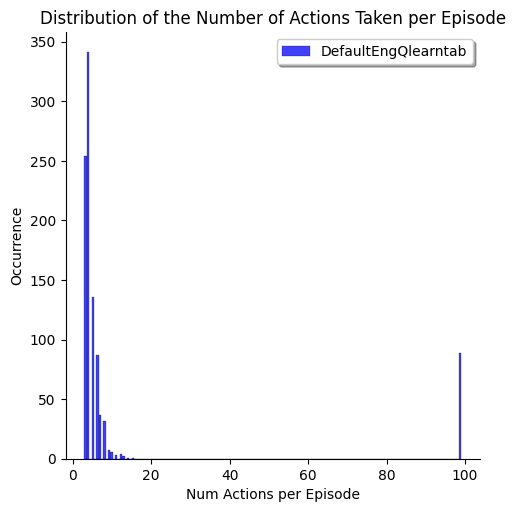 Distribution of the Number of Actions Taken per Episode
DefaultEngQlearntab
350
300
250
200
150
100
50
0
Occurrence
0 20 40 60 80 100
Num Actions per Episode